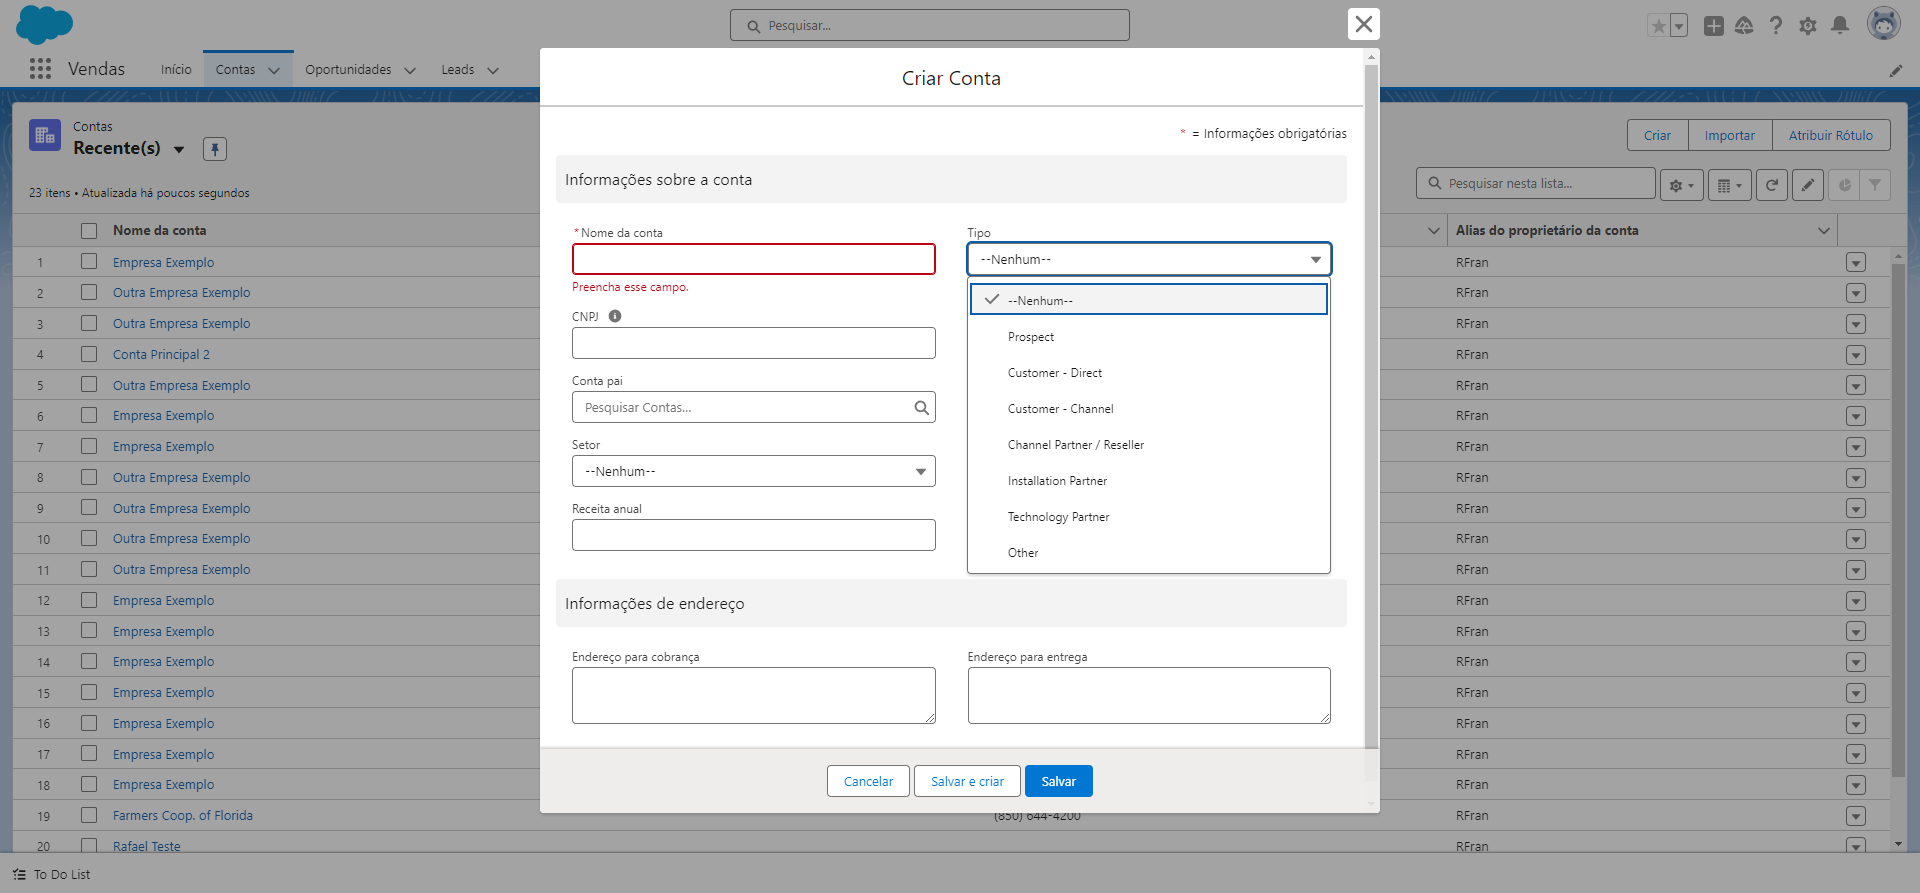 Pesquisar...
Vendas
Início
Contas
Oportunidades
Leads
Contas
Recente(s)
Criar
Importar
Atribuir Rótulo
23 itens • Atualizada há poucos segundos
Pesquisar nesta lista...
Nome da conta
Alias do proprietário da conta
1 Empresa Exemplo RFran
2 Outra Empresa Exemplo RFran
3 Outra Empresa Exemplo RFran
4 Conta Principal 2 RFran
5 Outra Empresa Exemplo RFran
6 Empresa Exemplo RFran
7 Empresa Exemplo RFran
8 Outra Empresa Exemplo RFran
9 Outra Empresa Exemplo RFran
10 Outra Empresa Exemplo RFran
11 Outra Empresa Exemplo RFran
12 Empresa Exemplo RFran
13 Empresa Exemplo RFran
14 Empresa Exemplo RFran
15 Empresa Exemplo RFran
16 Empresa Exemplo RFran
17 Empresa Exemplo RFran
18 Empresa Exemplo RFran
19 Farmers Coop. of Florida (850) 644-4200 RFran
20 Rafael Teste RFran
To Do List
Criar Conta
* = Informações obrigatórias
Informações sobre a conta
*Nome da conta
Preencha esse campo.
CNPJ
Conta pai
Pesquisar Contas...
Setor
--Nenhum--
Receita anual
Tipo
--Nenhum--
--Nenhum--
Prospect
Customer - Direct
Customer - Channel
Channel Partner / Reseller
Installation Partner
Technology Partner
Other
Informações de endereço
Endereço para cobrança
Endereço para entrega
Cancelar
Salvar e criar
Salvar